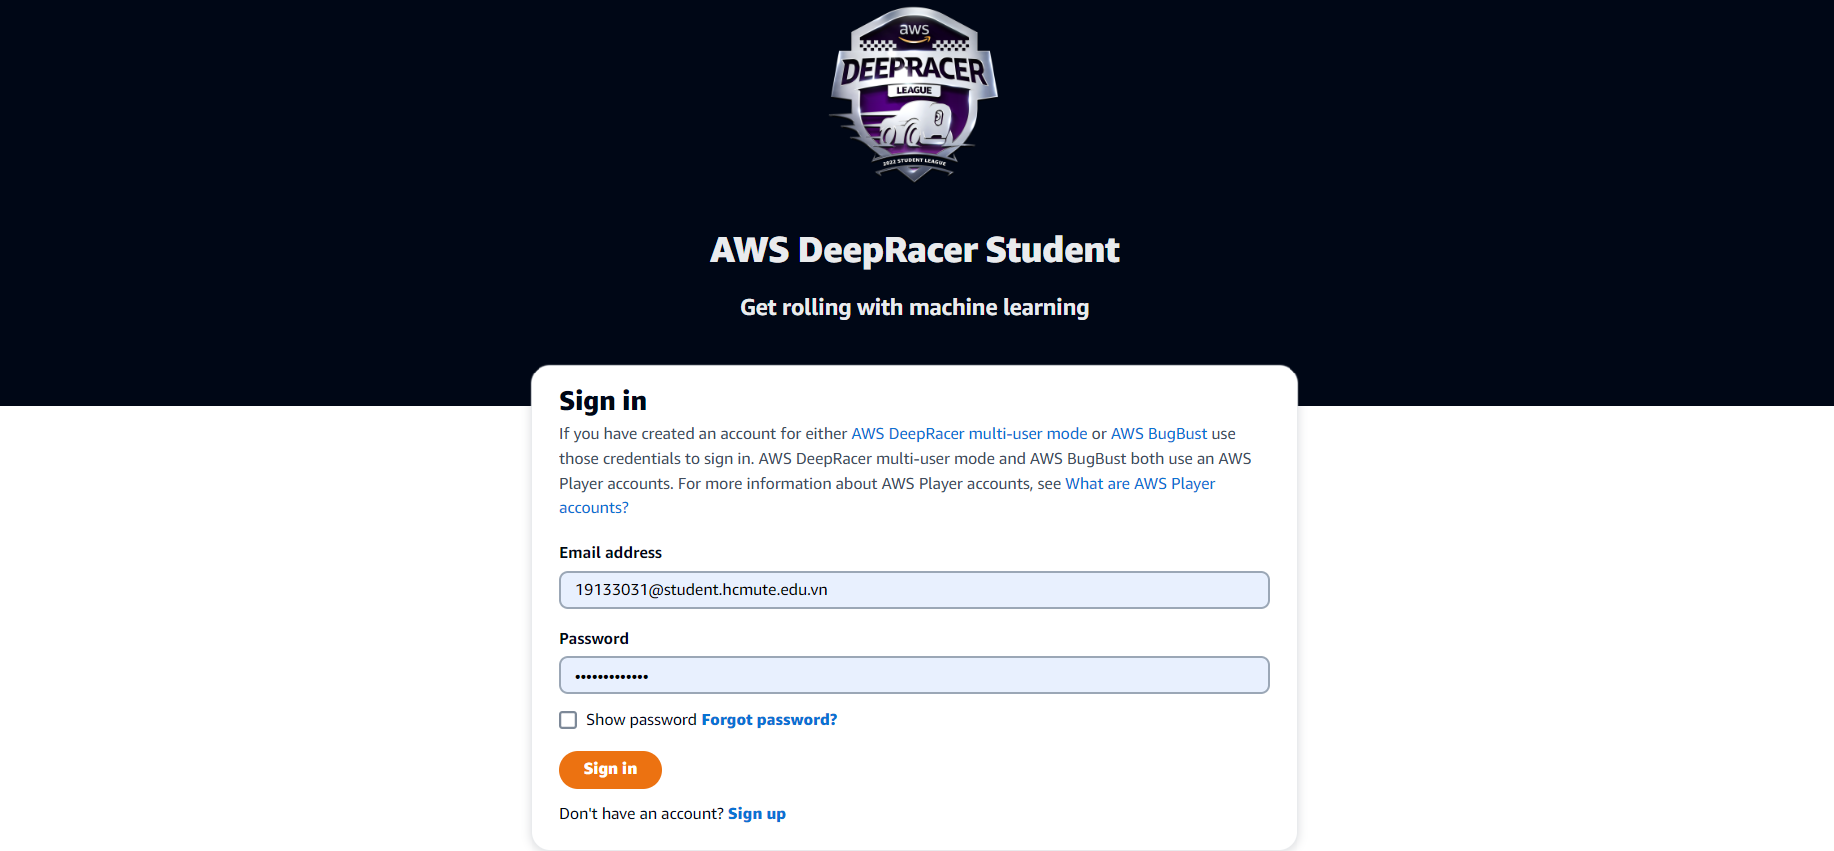 aws
DEEPRACER
LEAGUE
2022 STUDENT LEAGUE
AWS DeepRacer Student
Get rolling with machine learning
Sign in
If you have created an account for either AWS DeepRacer multi-user mode or AWS BugBust use
those credentials to sign in. AWS DeepRacer multi-user mode and AWS BugBust both use an AWS
Player accounts. For more information about AWS Player accounts, see What are AWS Player
accounts?
Email address
19133031@student.hcmute.edu.vn
Password
•••••••••••••
Show password Forgot password?
Sign in
Don't have an account? Sign up